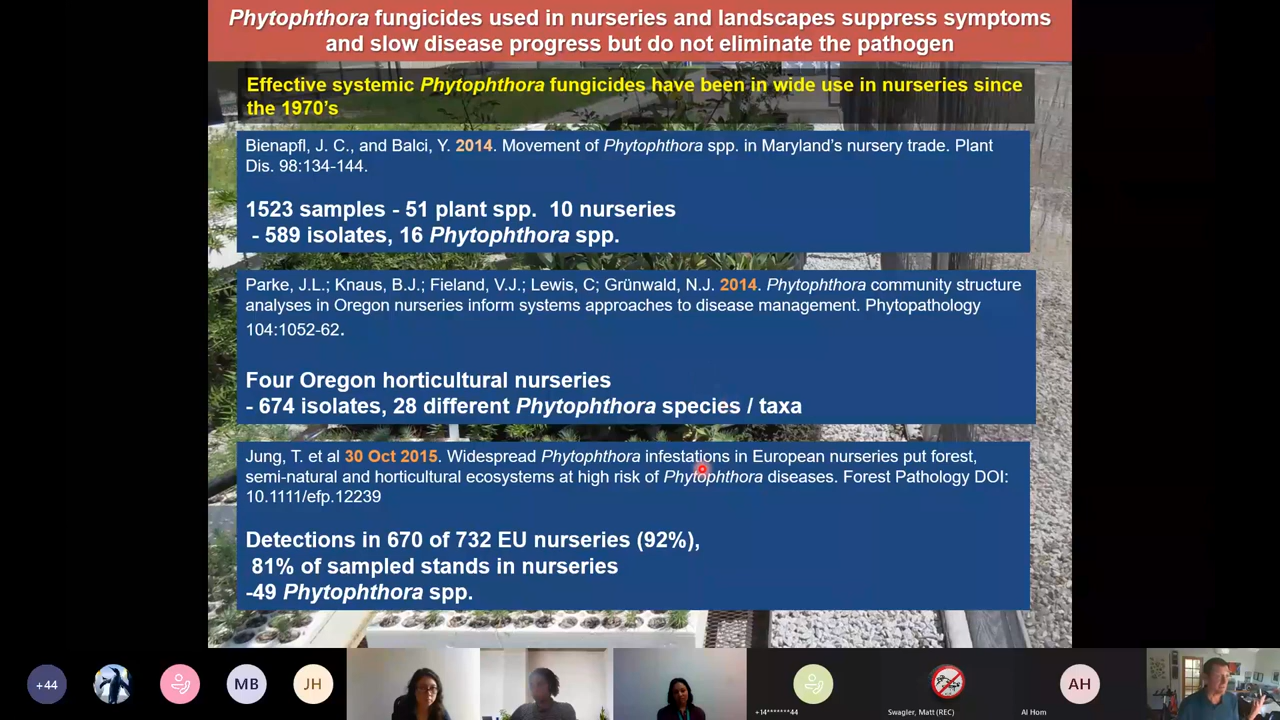 Phytophthora fungicides used in nurseries and landscapes suppress symptoms
and slow disease progress but do not eliminate the pathogen
Effective systemic Phytophthora fungicides have been in wide use in nurseries since
the 1970's
Bienapfl, J. C., and Balci, Y. 2014. Movement of Phytophthora spp. in Maryland's nursery trade. Plant
Dis. 98:134-144.
1523 samples - 51 plant spp.  10 nurseries
- 589 isolates, 16 Phytophthora spp.
Parke, J.L.; Knaus, B.J.; Fieland, V.J.; Lewis, C; Grünwald, N.J. 2014. Phytophthora community structure
analyses in Oregon nurseries inform systems approaches to disease management. Phytopathology
104:1052-62.
Four Oregon horticultural nurseries
- 674 isolates, 28 different Phytophthora species / taxa
Jung, T. et al 30 Oct 2015. Widespread Phytophthora infestations in European nurseries put forest,
semi-natural and horticultural ecosystems at high risk of Phytophthora diseases. Forest Pathology DOI:
10.1111/efp.12239
Detections in 670 of 732 EU nurseries (92%),
81% of sampled stands in nurseries
-49 Phytophthora spp.
+44
MB
JH
AH
+14*******44
Swagler, Matt (REC)
Al Hom